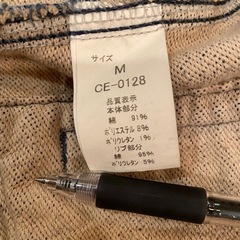 サイズ
M
CE-0128
品質表示
本体部分
綿 91%
ポリエステル 8%
ポリウレタン 1%
リブ部分
綿 95%
ポリウレタン 5%